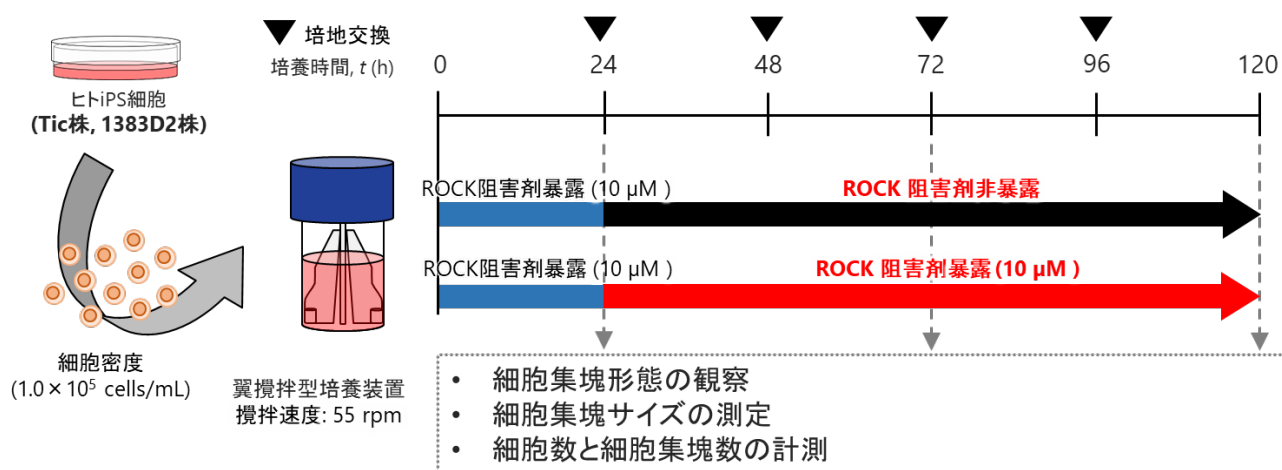 ▼ 培地交換
培養時間, t (h)
0 24 48 72 96 120
ヒトiPS細胞
(Tic株, 1383D2株)
ROCK阻害剤暴露 (10 μM )
ROCK 阻害剤非暴露
ROCK阻害剤暴露 (10 μM )
ROCK 阻害剤暴露 (10 μM )
細胞密度
(1.0×10⁵ cells/mL)
翼攪拌型培養装置
攪拌速度: 55 rpm
• 細胞集塊形態の観察
• 細胞集塊サイズの測定
• 細胞数と細胞集塊数の計測